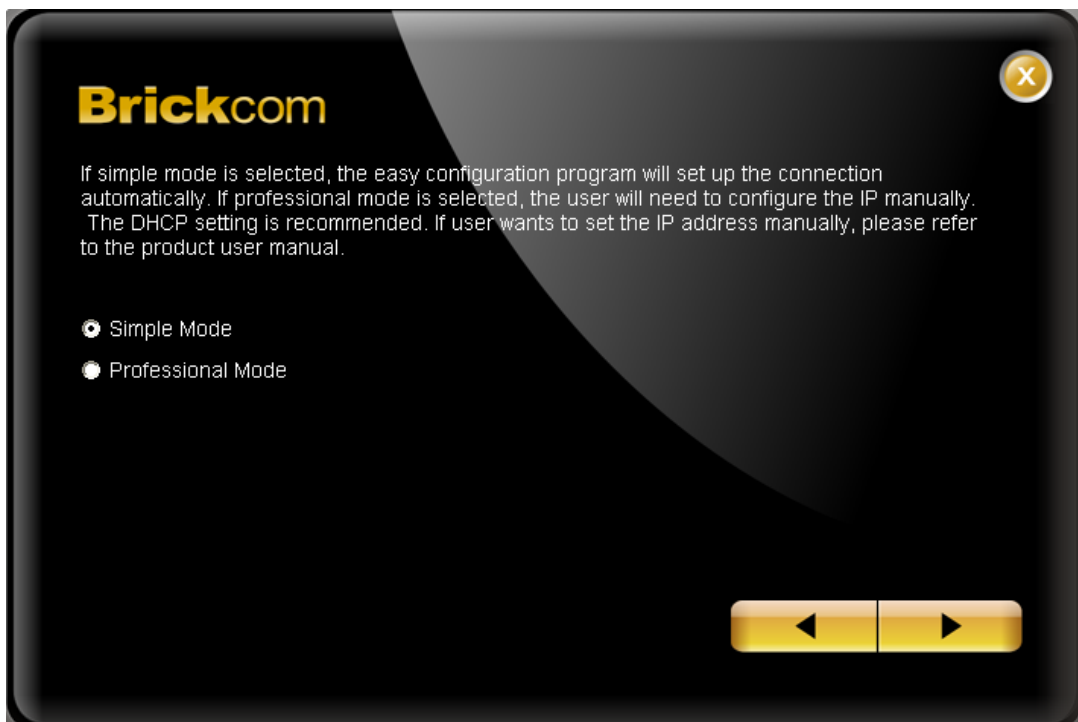 Brickcom
X
If simple mode is selected, the easy configuration program will set up the connection
automatically. If professional mode is selected, the user will need to configure the IP manually.
The DHCP setting is recommended. If user wants to set the IP address manually, please refer
to the product user manual.
Simple Mode
Professional Mode